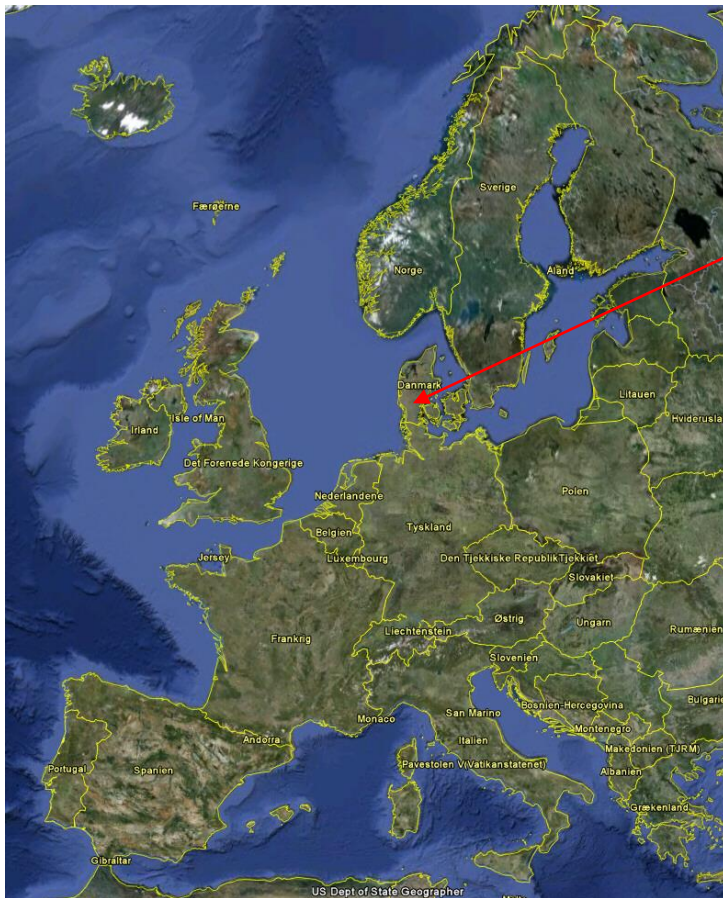 Sverige
Færøerne
Norge
Åland
Danmark
Litauen
Isle of Man
Irland
Hviderusla
Det Forenede Kongerige
Polen
Nederlandene
Tyskland
Belgien
Jersey
Luxembourg
Den Tjekkiske Republik
Tjekkiet
Slovakiet
Østrig
Ungarn
Liechtenstein
Rumænien
Frankrig
Slovenien
Bosnien-Hercegovina
Bulgarie
San Marino
Monaco
Montenegro
Andorra
Italien
Makedonien (TJRM)
Pavestolen V(Vatikanstatenet)
Portugal
Spanien
Albanien
Grækenland
Gibraltar
US Dept of State Geographer